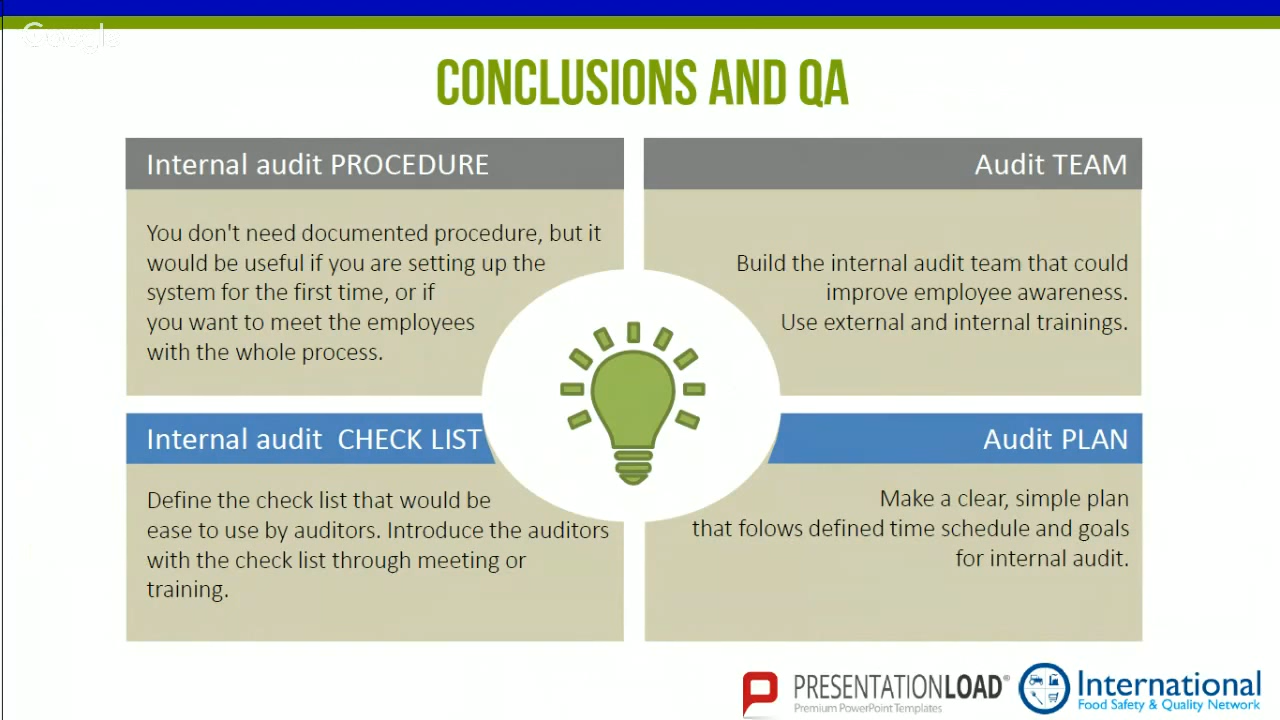 Google
CONCLUSIONS AND QA
Internal audit PROCEDURE
You don't need documented procedure, but it
would be useful if you are setting up the
system for the first time, or if
you want to meet the employees
with the whole process.
Audit TEAM
Build the internal audit team that could
improve employee awareness.
Use external and internal trainings.
Internal audit CHECK LIST
Define the check list that would be
ease to use by auditors. Introduce the auditors
with the check list through meeting or
training.
Audit PLAN
Make a clear, simple plan
that folows defined time schedule and goals
for internal audit.
PRESENTATIONLOAD®
Premium PowerPoint Templates
International
Food Safety & Quality Network